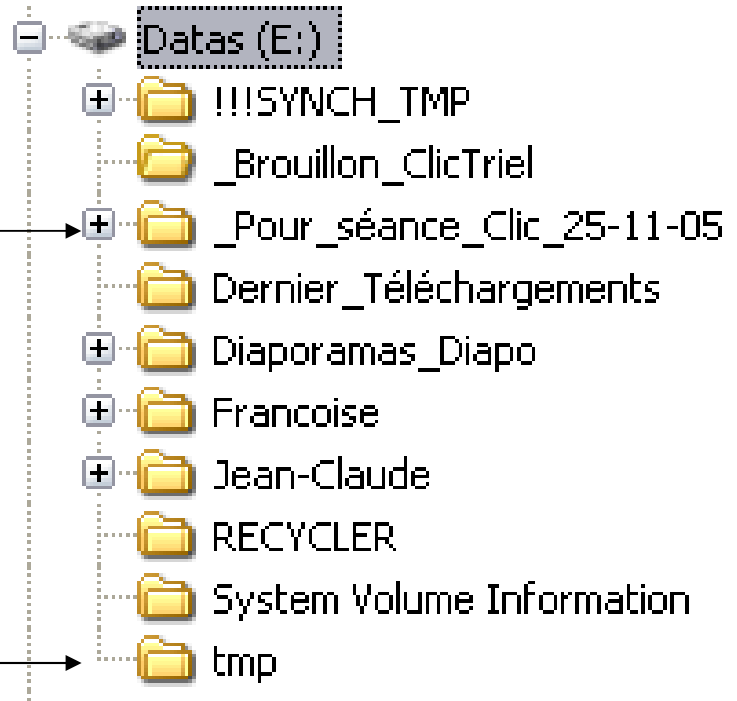 Datas (E:)
!!!SYNCH_TMP
_Brouillon_ClicTriel
_Pour_séance_Clic_25-11-05
Dernier_Téléchargements
Diaporamas_Diapo
Francoise
Jean-Claude
RECYCLER
System Volume Information
tmp